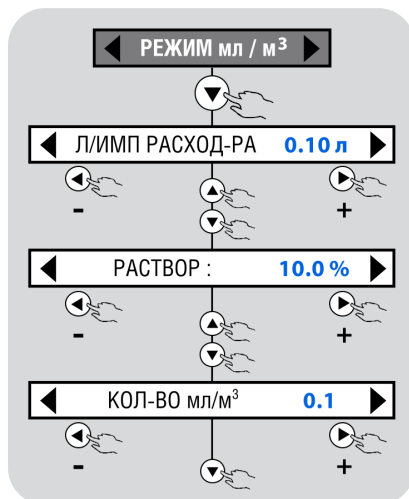 РЕЖИМ мл / м³
Л/ИМП РАСХОД-РА 0.10 л
- +
РАСТВОР : 10.0 %
- +
КОЛ-ВО мл/м³ 0.1
- +